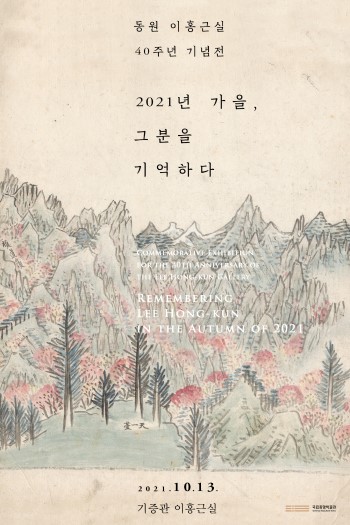 동원 이홍근실
40주년 기념전
2021년 가을,
그분을
기억하다
Commemorative Exhibition
for the 40th Anniversary of
the Lee Hong-kun Gallery
Remembering
Lee Hong-kun
in the Autumn of 2021
2021.10.13.
기증관 이홍근실
국립중앙박물관